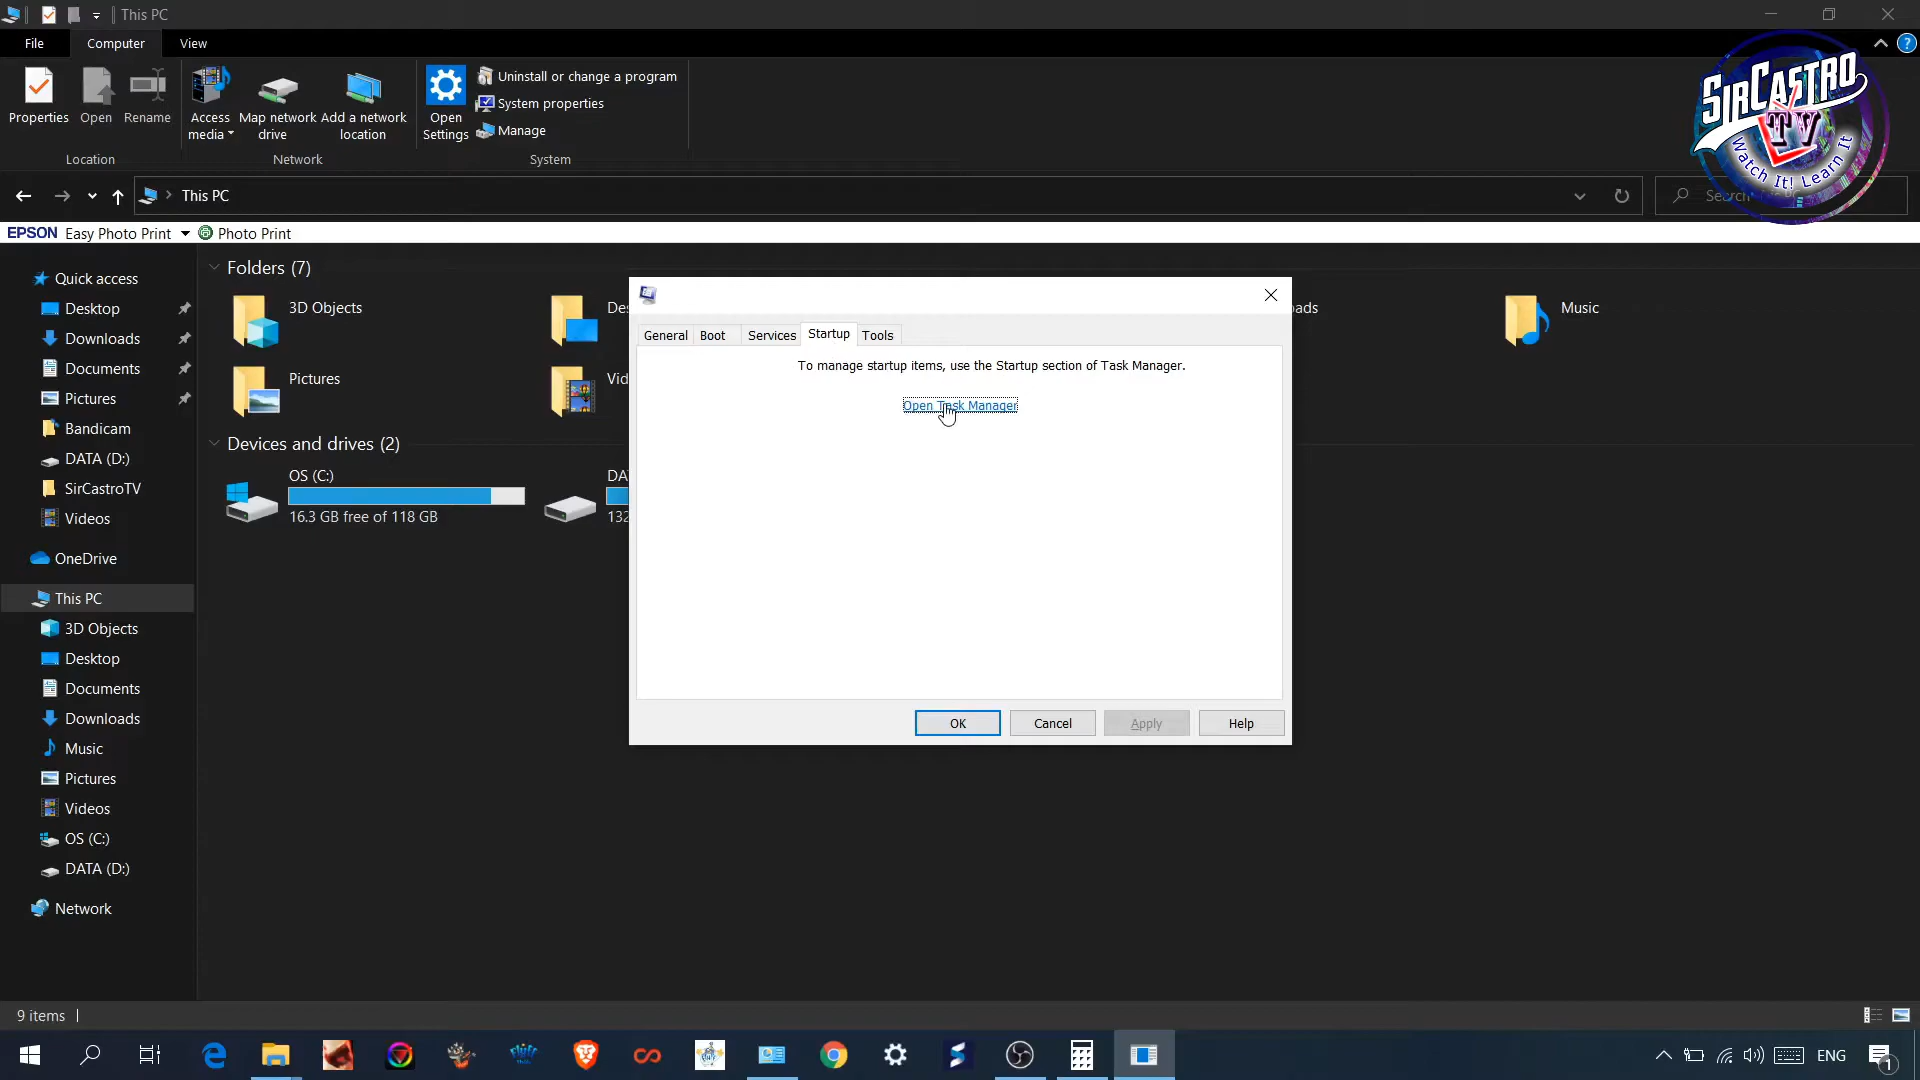 This PC
File
Computer
View
Properties
Open
Rename
Access media
Map network drive
Add a network location
Open Settings
Uninstall or change a program
System properties
Manage
Location
Network
System
SIRCASTRO
TV
Watch It! Learn It
This PC
EPSON Easy Photo Print
Photo Print
Quick access
Desktop
Downloads
Documents
Pictures
Bandicam
DATA (D:)
SirCastroTV
Videos
OneDrive
This PC
3D Objects
Desktop
Documents
Downloads
Music
Pictures
Videos
OS (C:)
DATA (D:)
Network
Folders (7)
3D Objects
Music
Pictures
Devices and drives (2)
OS (C:)
16.3 GB free of 118 GB
132
General
Boot
Services
Startup
Tools
To manage startup items, use the Startup section of Task Manager.
Open Task Manager
OK
Cancel
Apply
Help
9 items
ENG
1